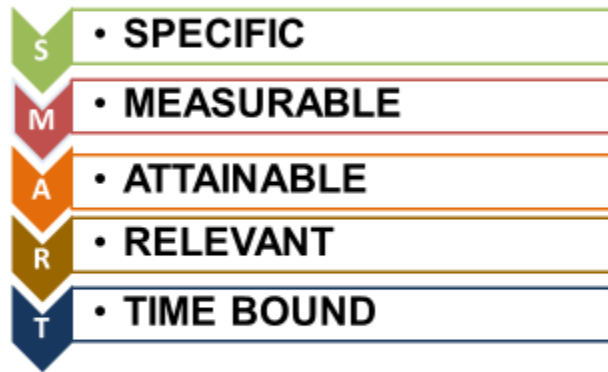 S • SPECIFIC
M • MEASURABLE
A • ATTAINABLE
R • RELEVANT
T • TIME BOUND